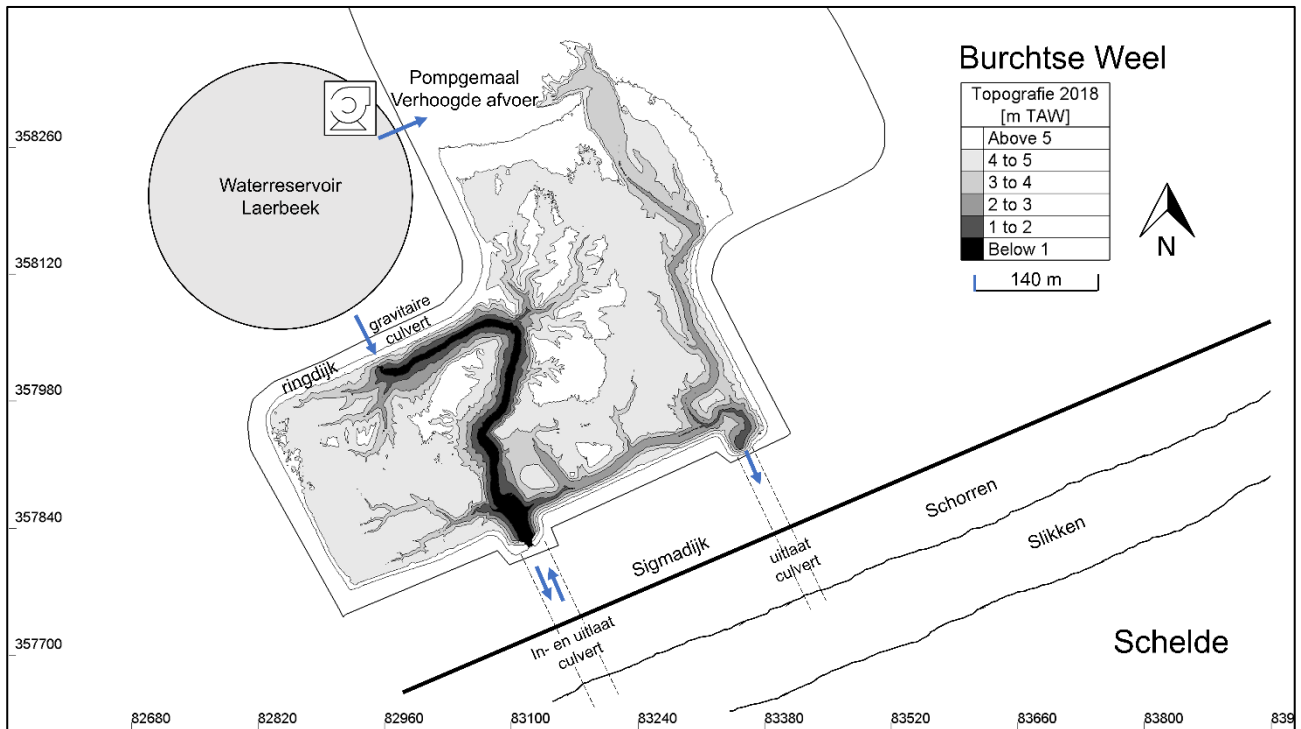 Burchtse Weel
Topografie 2018
[m TAW]
Above 5
4 to 5
3 to 4
2 to 3
1 to 2
Below 1
140 m
N
Pompgemaal
Verhoogde afvoer
Waterreservoir
Laerbeek
gravitaire
culvert
ringdijk
Sigmadijk
Schorren
Slikken
uitlaat
culvert
In- en uitlaat
culvert
Schelde
358260
358120
357980
357840
357700
82680
82820
82960
83100
83240
83380
83520
83660
83800
839